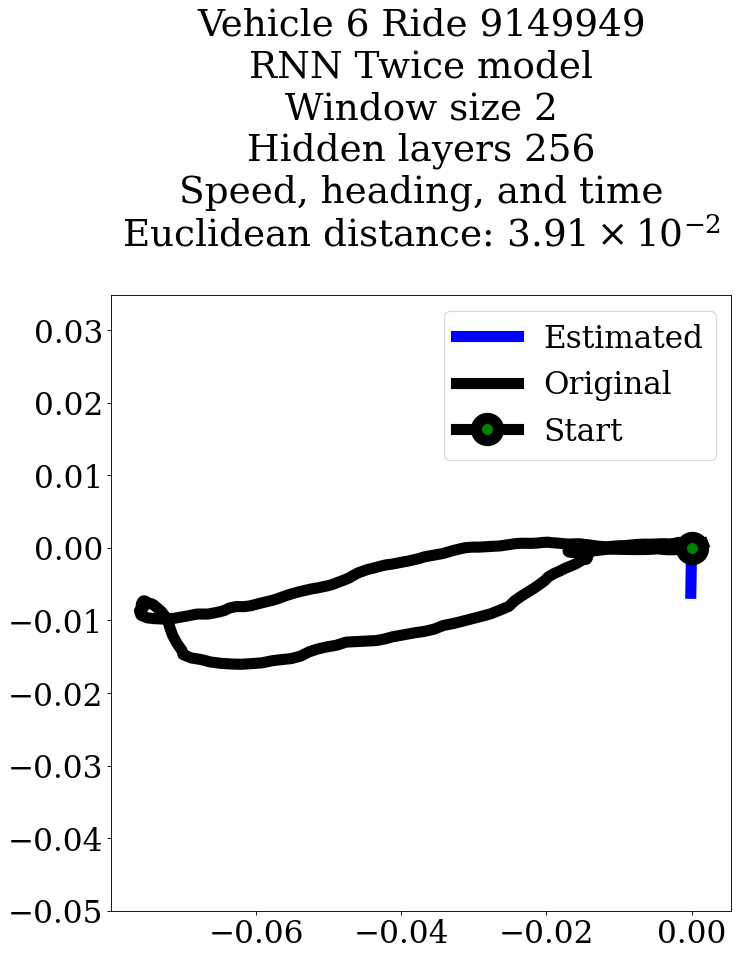 Vehicle 6 Ride 9149949
RNN Twice model
Window size 2
Hidden layers 256
Speed, heading, and time
Euclidean distance: 3.91 × 10⁻²
Estimated
Original
Start
0.03
0.02
0.01
0.00
−0.01
−0.02
−0.03
−0.04
−0.05
−0.06 −0.04 −0.02 0.00